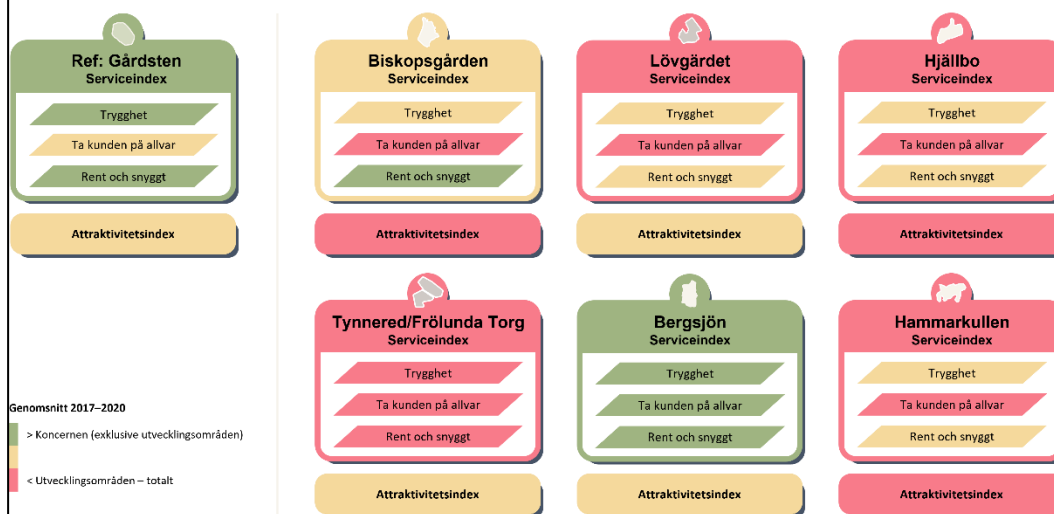 Ref: Gårdsten
Serviceindex
Trygghet
Ta kunden på allvar
Rent och snyggt
Attraktivitetsindex
Biskopsgården
Serviceindex
Trygghet
Ta kunden på allvar
Rent och snyggt
Attraktivitetsindex
Lövgärdet
Serviceindex
Trygghet
Ta kunden på allvar
Rent och snyggt
Attraktivitetsindex
Hjällbo
Serviceindex
Trygghet
Ta kunden på allvar
Rent och snyggt
Attraktivitetsindex
Tynnered/Frölunda Torg
Serviceindex
Trygghet
Ta kunden på allvar
Rent och snyggt
Attraktivitetsindex
Bergsjön
Serviceindex
Trygghet
Ta kunden på allvar
Rent och snyggt
Attraktivitetsindex
Hammarkullen
Serviceindex
Trygghet
Ta kunden på allvar
Rent och snyggt
Attraktivitetsindex
Genomsnitt 2017–2020
> Koncernen (exklusive utvecklingsområden)
< Utvecklingsområden – totalt